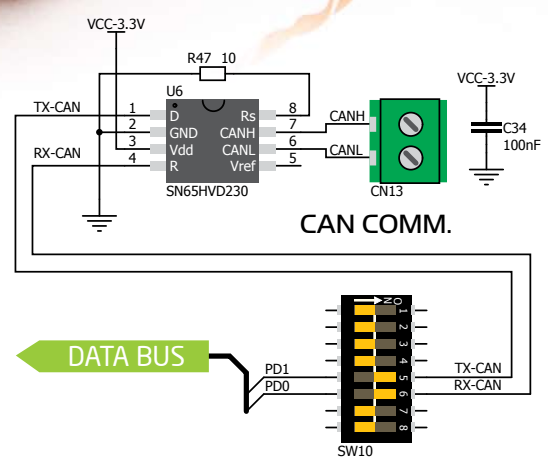 VCC-3.3V
R47 10
U6
TX-CAN 1 D Rs 8
2 GND CANH 7 CANH
3 Vdd CANL 6 CANL
RX-CAN 4 R Vref 5
SN65HVD230
CN13
VCC-3.3V
C34
100nF
CAN COMM.
DATA BUS
ON
1
2
3
4
PD1 5 TX-CAN
PD0 6 RX-CAN
7
8
SW10